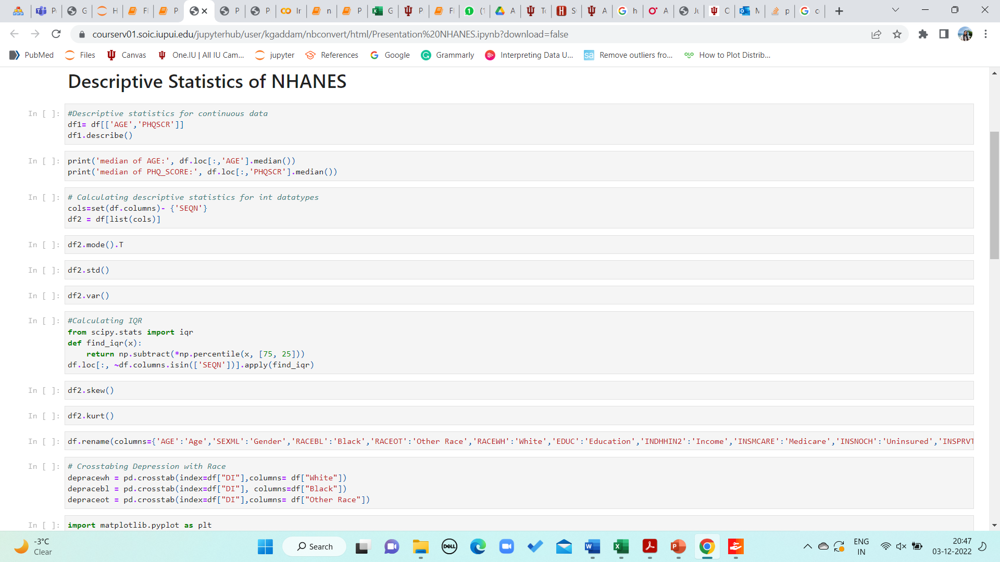 P
G
H
Fl
P
P
P
Ir
n
P
G
P
Fl
(1
A
To
S
A
h
A
Ju
C
M
p
c
courserv01.soic.iupui.edu/jupyterhub/user/kgaddam/nbconvert/html/Presentation%20NHANES.ipynb?download=false
PubMed Files Canvas One.IU | All IU Cam... jupyter References Google Grammarly Interpreting Data U... Remove outliers fro... How to Plot Distrib...
Descriptive Statistics of NHANES
In [ ]: #Descriptive statistics for continuous data
df1= df[['AGE','PHQSCR']]
df1.describe()
In [ ]: print('median of AGE:', df.loc[:,'AGE'].median())
print('median of PHQ_SCORE:', df.loc[:,'PHQSCR'].median())
In [ ]: # Calculating descriptive statistics for int datatypes
cols=set(df.columns)- {'SEQN'}
df2 = df[list(cols)]
In [ ]: df2.mode().T
In [ ]: df2.std()
In [ ]: df2.var()
In [ ]: #Calculating IQR
from scipy.stats import iqr
def find_iqr(x):
    return np.subtract(*np.percentile(x, [75, 25]))
df.loc[:, ~df.columns.isin(['SEQN'])].apply(find_iqr)
In [ ]: df2.skew()
In [ ]: df2.kurt()
In [ ]: df.rename(columns={'AGE':'Age','SEXML':'Gender','RACEBL':'Black','RACEOT':'Other Race','RACEWH':'White','EDUC':'Education','INDHHIN2':'Income','INSMCARE':'Medicare','INSNOCH':'Uninsured','INSPRVT
In [ ]: # Crosstabing Depression with Race
depracewh = pd.crosstab(index=df["DI"],columns= df["White"])
depracebl = pd.crosstab(index=df["DI"], columns=df["Black"])
depraceot = pd.crosstab(index=df["DI"],columns= df["Other Race"])
In [ ]: import matplotlib.pyplot as plt
-3°C
Clear
Search
ENG
IN
20:47
03-12-2022